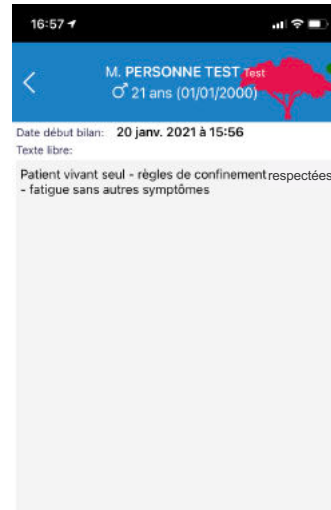 16:57
M. PERSONNE TEST Test
♂ 21 ans (01/01/2000)
Date début bilan: 20 janv. 2021 à 15:56
Texte libre:
Patient vivant seul - règles de confinement respectées
- fatigue sans autres symptômes